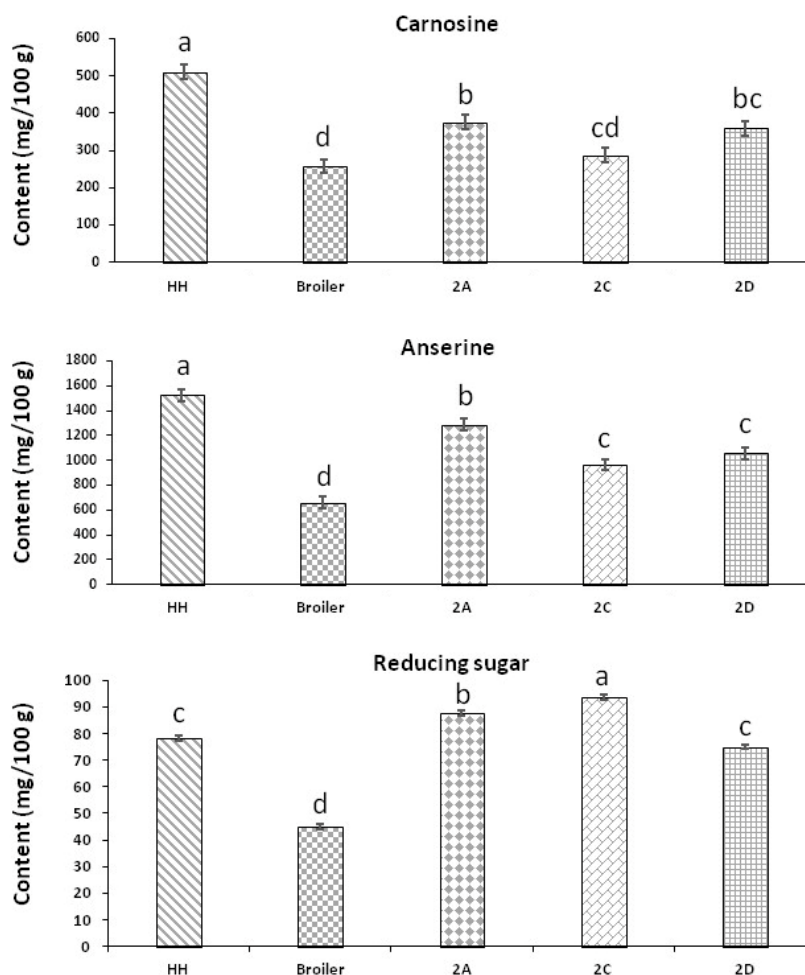 Carnosine
Content (mg/100 g)
600
500
400
300
200
100
0
a
d
b
cd
bc
HH Broiler 2A 2C 2D
Anserine
Content (mg/100 g)
1800
1600
1400
1200
1000
800
600
400
200
0
a
d
b
c
c
HH Broiler 2A 2C 2D
Reducing sugar
Content (mg/100 g)
100
90
80
70
60
50
40
30
20
10
0
c
d
b
a
c
HH Broiler 2A 2C 2D